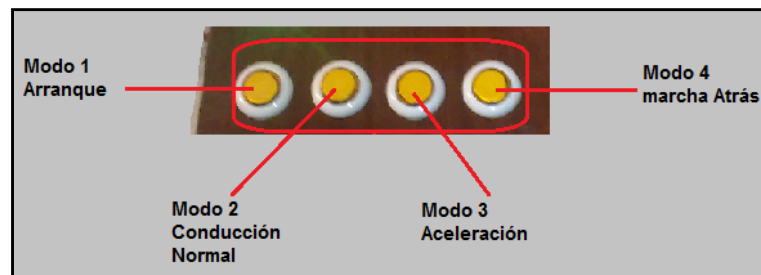 Modo 1
Arranque
Modo 4
marcha Atrás
Modo 2
Conducción
Normal
Modo 3
Aceleración